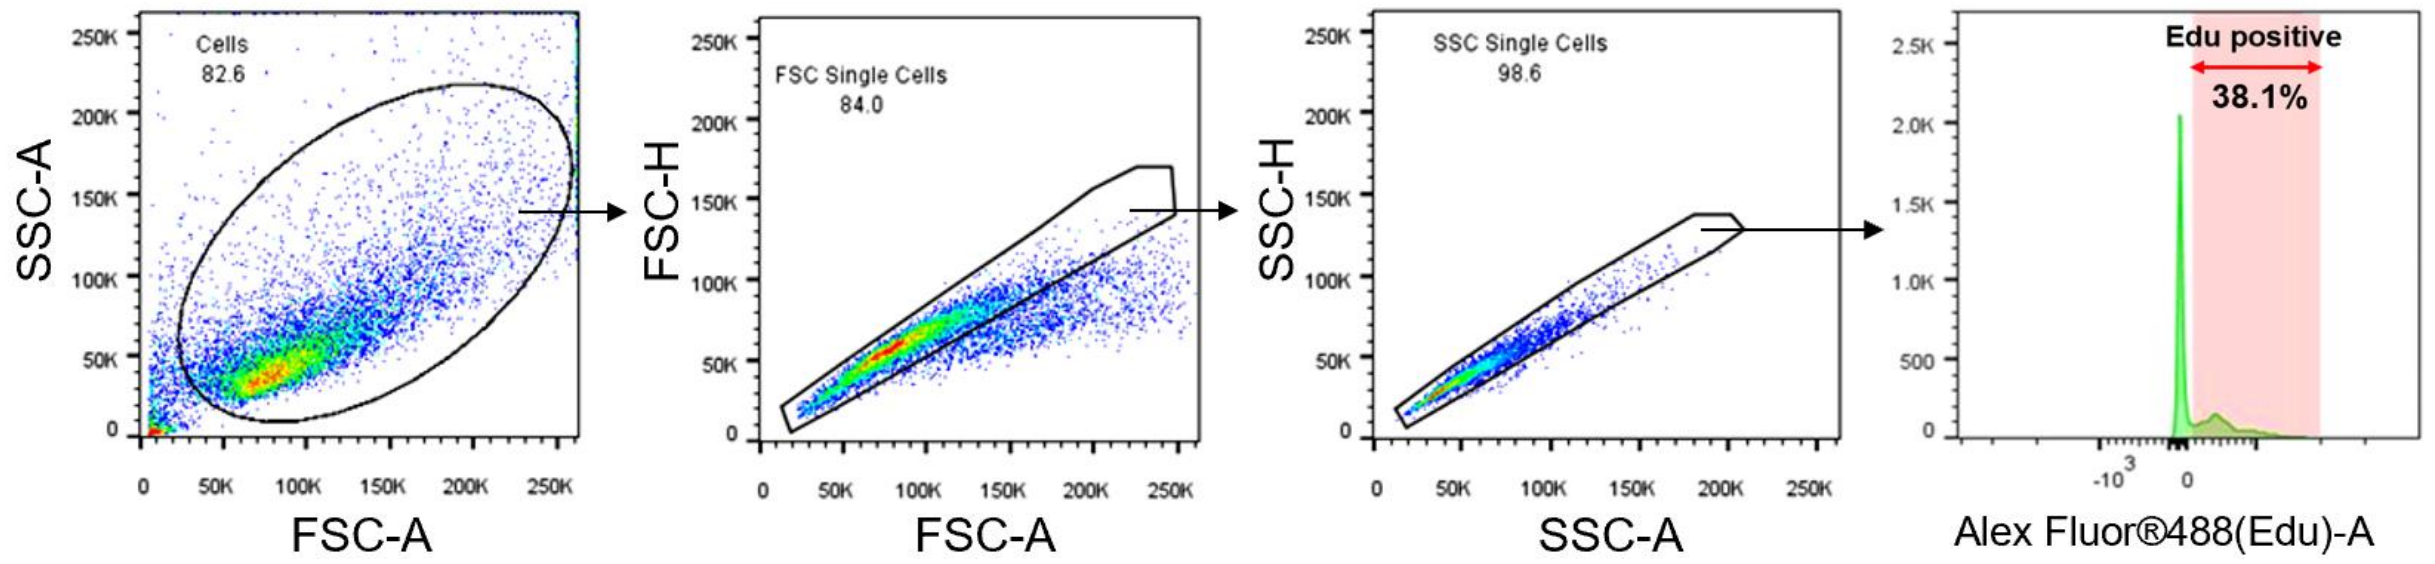 Cells
82.6
SSC-A
250K
200K
150K
100K
50K
0
0 50K 100K 150K 200K 250K
FSC-A
FSC Single Cells
84.0
FSC-H
250K
200K
150K
100K
50K
0
0 50K 100K 150K 200K 250K
FSC-A
SSC Single Cells
98.6
SSC-H
250K
200K
150K
100K
50K
0
0 50K 100K 150K 200K 250K
SSC-A
Edu positive
38.1%
2.5K
2.0K
1.5K
1.0K
500
0
-10³ 0
Alex Fluor®488(Edu)-A